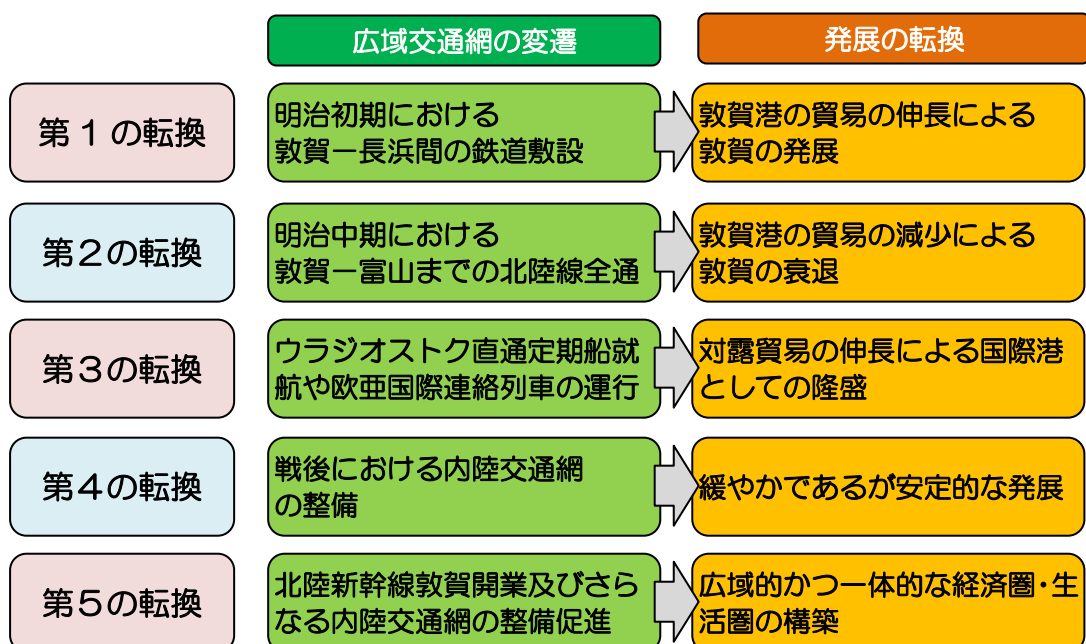 広域交通網の変遷
発展の転換
第1の転換
明治初期における
敦賀ー長浜間の鉄道敷設
敦賀港の貿易の伸長による
敦賀の発展
第2の転換
明治中期における
敦賀ー富山までの北陸線全通
敦賀港の貿易の減少による
敦賀の衰退
第3の転換
ウラジオストク直通定期船就
航や欧亜国際連絡列車の運行
対露貿易の伸長による国際港
としての隆盛
第4の転換
戦後における内陸交通網
の整備
緩やかであるが安定的な発展
第5の転換
北陸新幹線敦賀開業及びさら
なる内陸交通網の整備促進
広域的かつ一体的な経済圏・生
活圏の構築